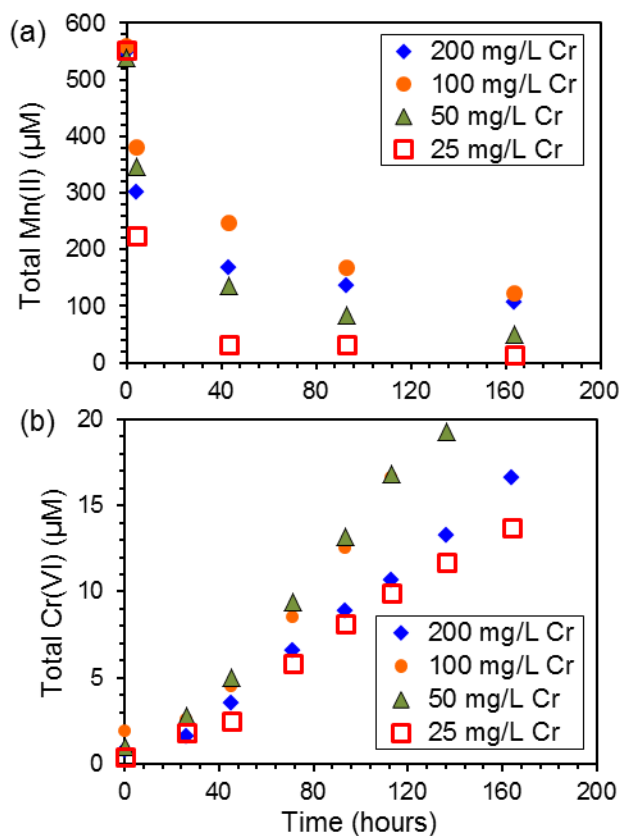 (a)
600
500
400
300
200
100
0
Total Mn(II) (µM)
200 mg/L Cr
100 mg/L Cr
50 mg/L Cr
25 mg/L Cr
0 40 80 120 160 200
(b)
20
15
10
5
0
Total Cr(VI) (µM)
200 mg/L Cr
100 mg/L Cr
50 mg/L Cr
25 mg/L Cr
0 40 80 120 160 200
Time (hours)